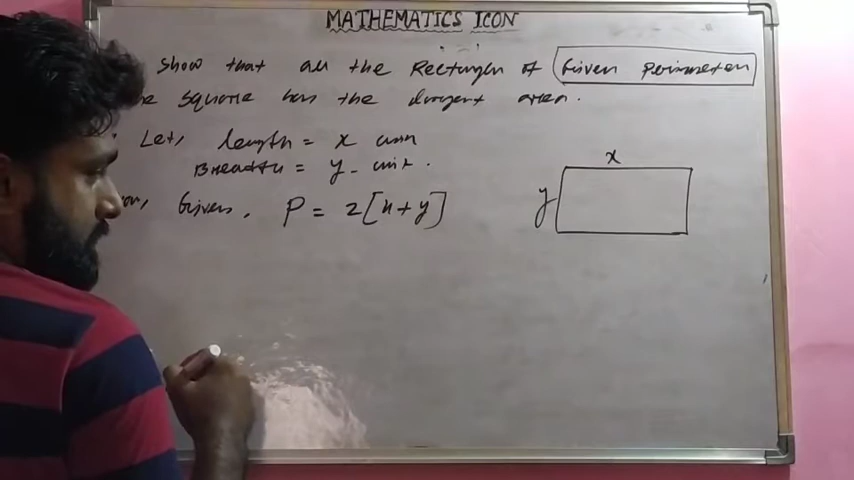 MATHEMATICS ICON
show that all the Rectangles of Given Perimeter
the square has the largest area.
Let, length = x unit
Breadth = y - unit.
Given, P = 2[x+y]
x
y